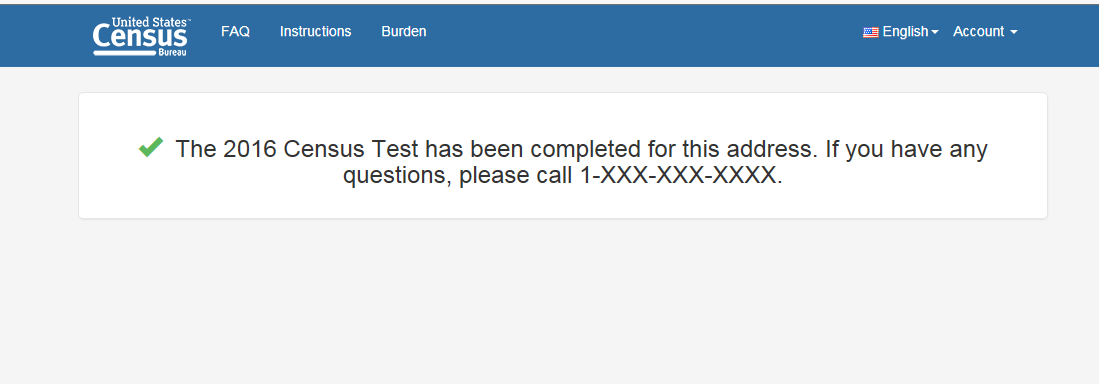 United States™
Census
Bureau
FAQ Instructions Burden English Account
The 2016 Census Test has been completed for this address. If you have any
questions, please call 1-XXX-XXX-XXXX.